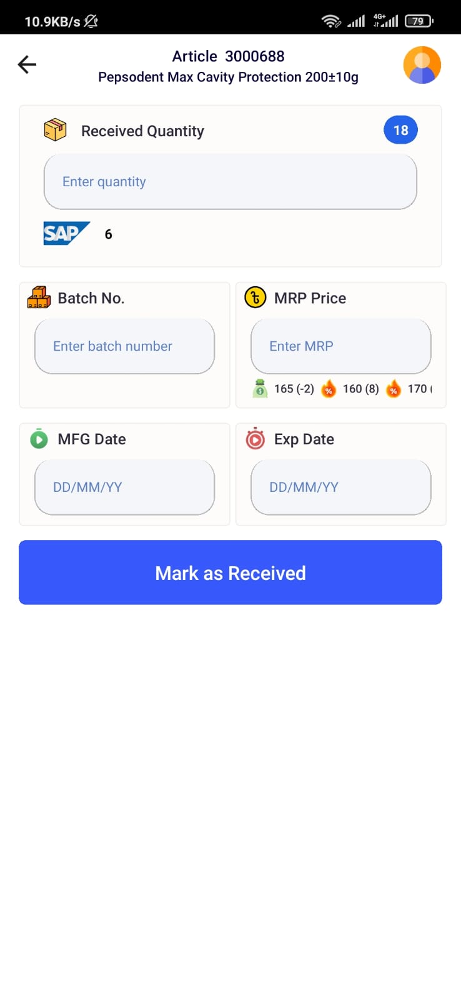 10.9KB/s 4G+ 79
Article 3000688
Pepsodent Max Cavity Protection 200±10g
Received Quantity 18
Enter quantity
SAP 6
Batch No. MRP Price
Enter batch number Enter MRP
165 (-2) % 160 (8) % 170 (
MFG Date Exp Date
DD/MM/YY DD/MM/YY
Mark as Received